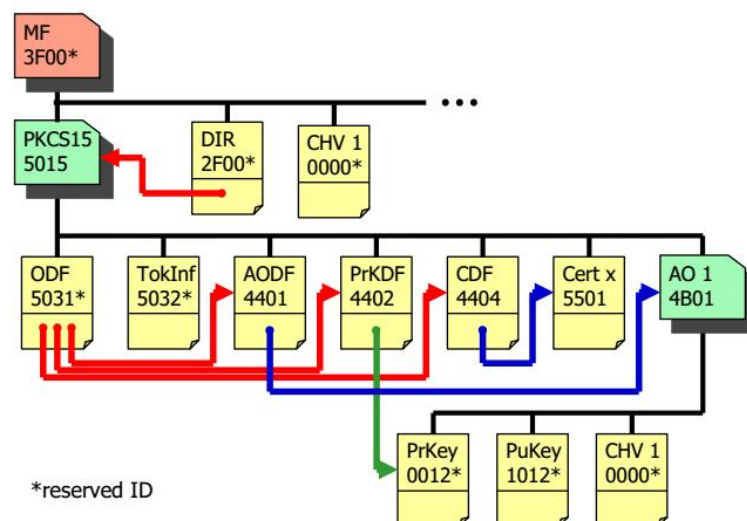 MF
3F00*
• • •
PKCS15
5015
DIR
2F00*
CHV 1
0000*
ODF
5031*
TokInf
5032*
AODF
4401
PrKDF
4402
CDF
4404
Cert x
5501
AO 1
4B01
PrKey
0012*
PuKey
1012*
CHV 1
0000*
*reserved ID